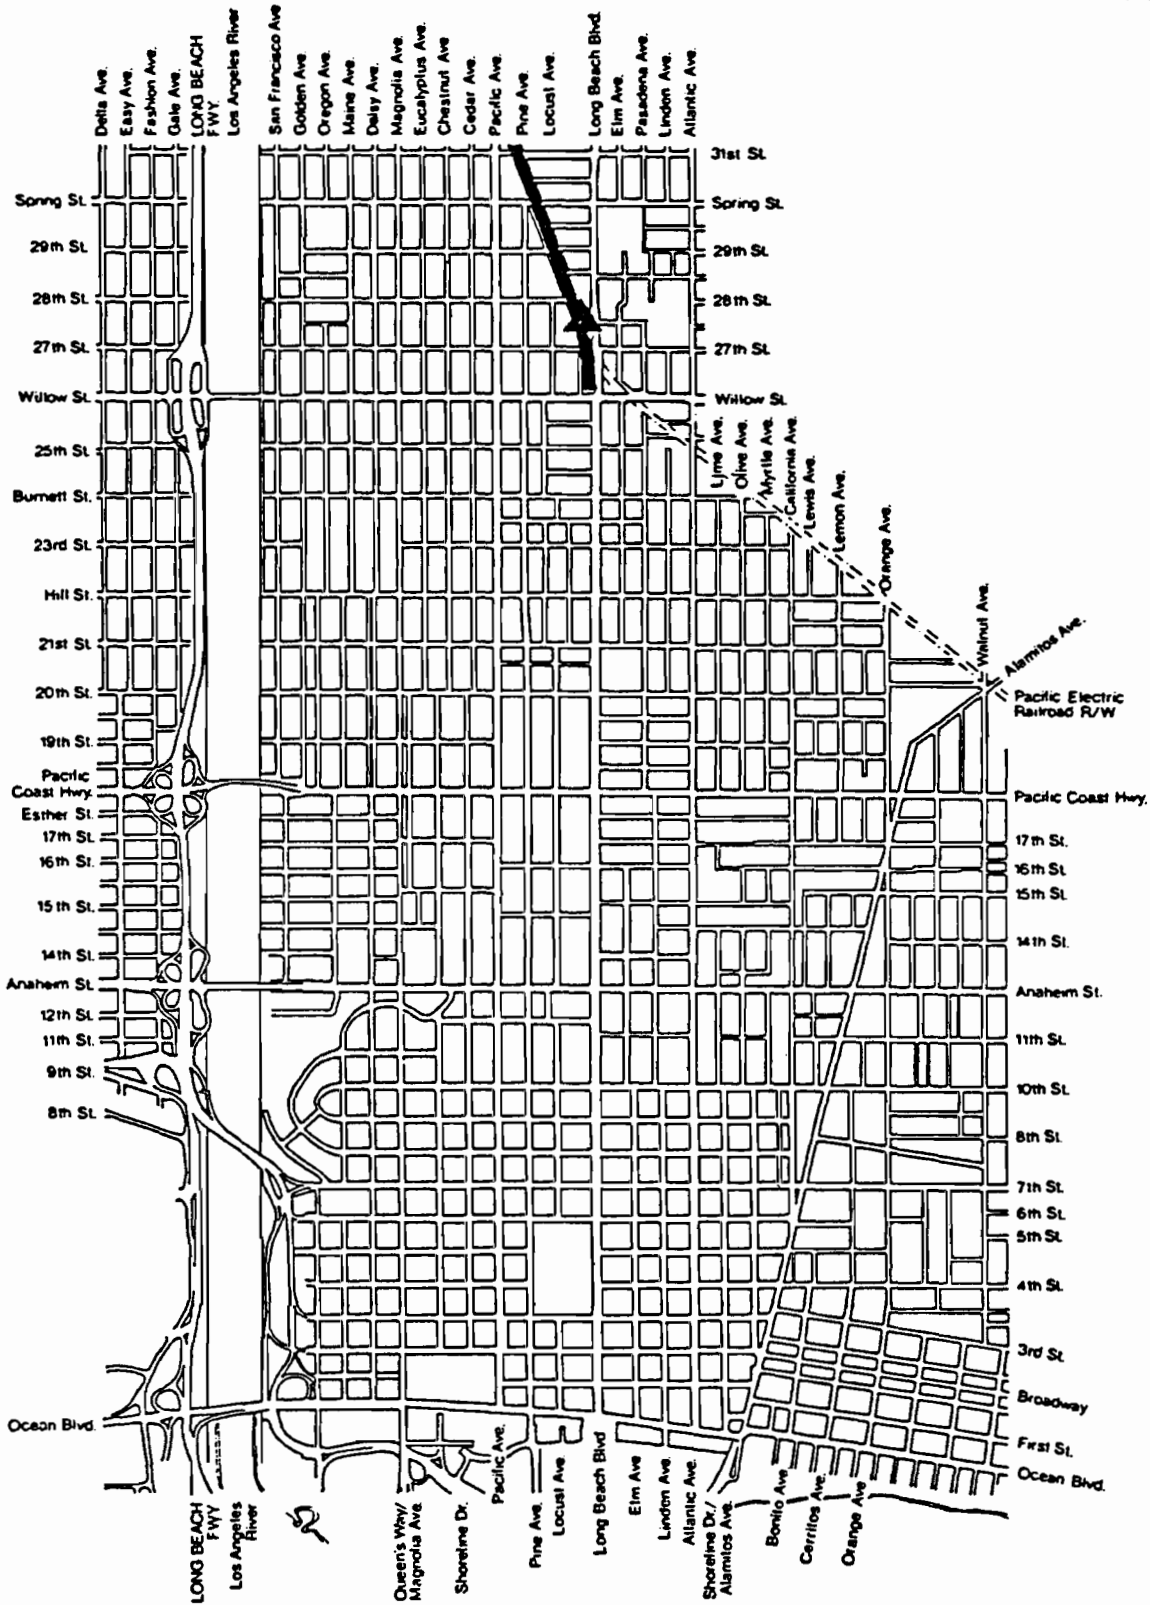 Delta Ave.
Easy Ave.
Fashion Ave.
Gale Ave.
LONG BEACH
FWY.
Los Angeles River
San Francisco Ave
Golden Ave.
Oregon Ave.
Maine Ave.
Daisy Ave.
Magnolia Ave.
Eucalyptus Ave.
Chestnut Ave
Cedar Ave.
Pacific Ave.
Pine Ave.
Locust Ave.
Long Beach Blvd.
Elm Ave.
Pasadena Ave.
Linden Ave.
Atlantic Ave.
31st St.
Spring St.
Spring St.
29th St.
29th St.
28th St.
28th St.
27th St.
27th St.
Willow St.
Willow St.
Lime Ave.
Olive Ave.
Myrtle Ave.
California Ave.
Lewis Ave.
Lemon Ave.
Orange Ave.
Walnut Ave.
Alamitos Ave.
25th St.
Burnett St.
23rd St.
Hill St.
21st St.
20th St.
Pacific Electric
Railroad R/W
19th St.
Pacific
Coast Hwy.
Pacific Coast Hwy.
Esther St.
17th St.
17th St.
16th St.
16th St.
15th St.
15th St.
14th St.
14th St.
Anaheim St.
Anaheim St.
12th St.
11th St.
11th St.
9th St.
10th St.
8th St.
8th St.
7th St.
6th St.
5th St.
4th St.
3rd St.
Broadway
Ocean Blvd.
First St.
Ocean Blvd.
LONG BEACH
FWY
Los Angeles
River
Queen's Way/
Magnolia Ave.
Shoreline Dr.
Pacific Ave.
Pine Ave.
Locust Ave.
Long Beach Blvd
Elm Ave
Linden Ave.
Atlantic Ave.
Shoreline Dr./
Alamitos Ave.
Bonito Ave
Cerritos Ave.
Orange Ave